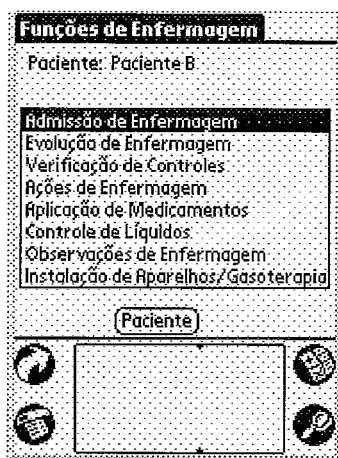 Funções de Enfermagem
Paciente: Paciente B
Admissão de Enfermagem
Evolução de Enfermagem
Verificação de Controles
Ações de Enfermagem
Aplicação de Medicamentos
Controle de Líquidos
Observações de Enfermagem
Instalação de Aparelhos/Gasoterapia
Paciente